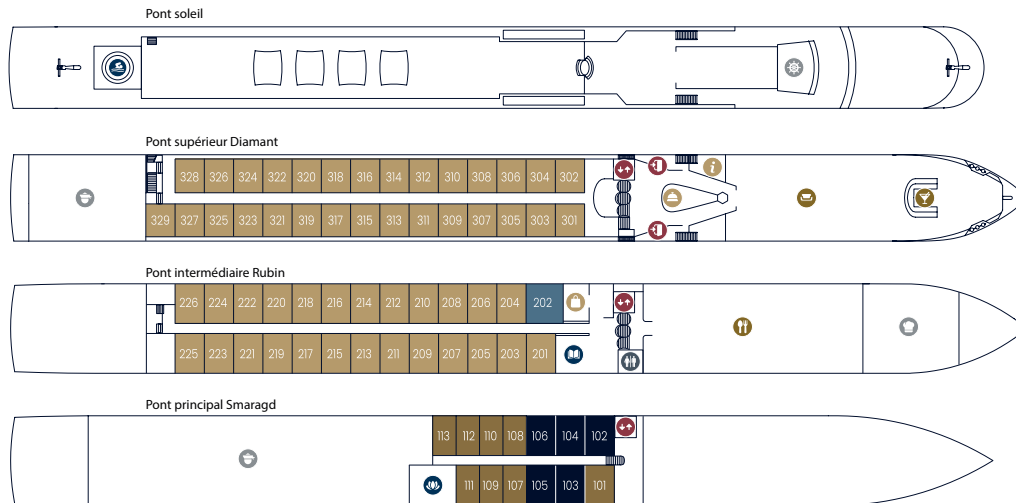 Pont soleil
Pont supérieur Diamant
328 326 324 322 320 318 316 314 312 310 308 306 304 302
i
329 327 325 323 321 319 317 315 313 311 309 307 305 303 301
Pont intermédiaire Rubin
226 224 222 220 218 216 214 212 210 208 206 204 202
225 223 221 219 217 215 213 211 209 207 205 203 201
Pont principal Smaragd
113 112 110 108 106 104 102
111 109 107 105 103 101